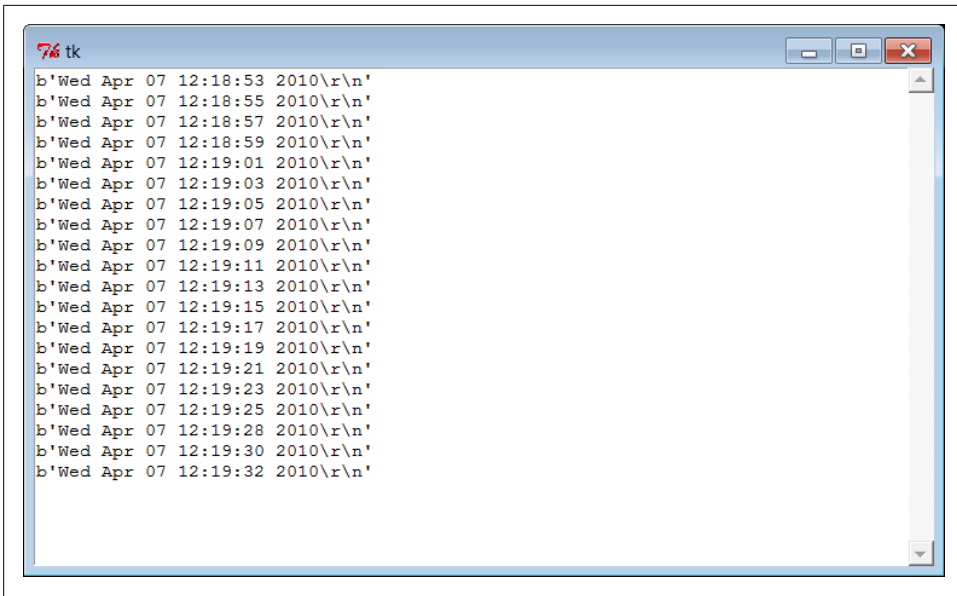 tk
b'Wed Apr 07 12:18:53 2010\r\n'
b'Wed Apr 07 12:18:55 2010\r\n'
b'Wed Apr 07 12:18:57 2010\r\n'
b'Wed Apr 07 12:18:59 2010\r\n'
b'Wed Apr 07 12:19:01 2010\r\n'
b'Wed Apr 07 12:19:03 2010\r\n'
b'Wed Apr 07 12:19:05 2010\r\n'
b'Wed Apr 07 12:19:07 2010\r\n'
b'Wed Apr 07 12:19:09 2010\r\n'
b'Wed Apr 07 12:19:11 2010\r\n'
b'Wed Apr 07 12:19:13 2010\r\n'
b'Wed Apr 07 12:19:15 2010\r\n'
b'Wed Apr 07 12:19:17 2010\r\n'
b'Wed Apr 07 12:19:19 2010\r\n'
b'Wed Apr 07 12:19:21 2010\r\n'
b'Wed Apr 07 12:19:23 2010\r\n'
b'Wed Apr 07 12:19:25 2010\r\n'
b'Wed Apr 07 12:19:28 2010\r\n'
b'Wed Apr 07 12:19:30 2010\r\n'
b'Wed Apr 07 12:19:32 2010\r\n'